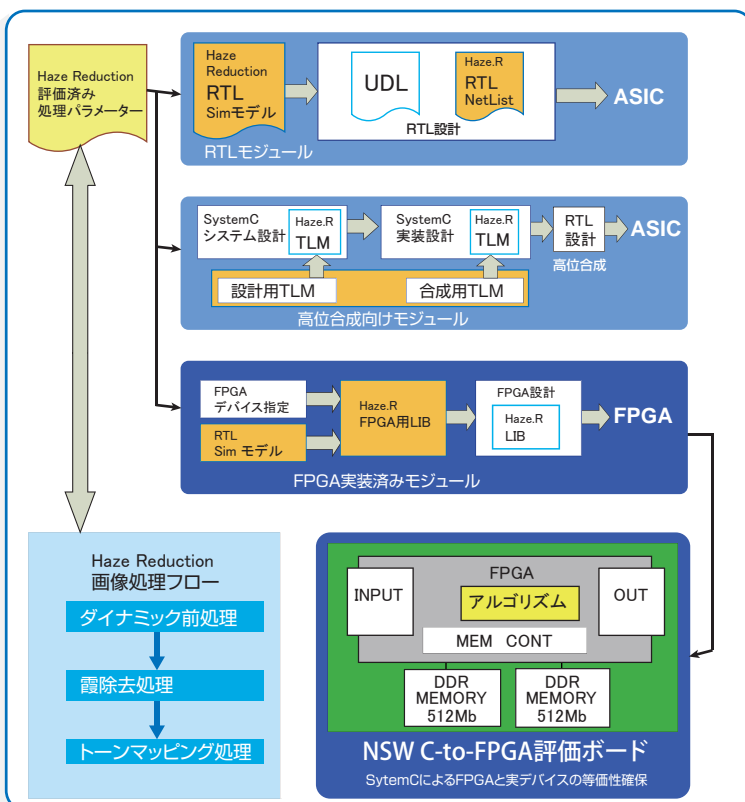 Haze Reduction
評価済み
処理パラメーター
Haze
Reduction
RTL
Simモデル
UDL
Haze.R
RTL
NetList
RTL設計
ASIC
RTLモジュール
SystemC
システム設計
Haze.R
TLM
SystemC
実装設計
Haze.R
TLM
RTL
設計
ASIC
高位合成
設計用TLM
合成用TLM
高位合成向けモジュール
FPGA
デバイス指定
RTL
Sim モデル
Haze.R
FPGA用LIB
FPGA設計
Haze.R
LIB
FPGA
FPGA実装済みモジュール
Haze Reduction
画像処理フロー
ダイナミック前処理
霞除去処理
トーンマッピング処理
FPGA
INPUT
アルゴリズム
OUT
MEM CONT
DDR
MEMORY
512Mb
DDR
MEMORY
512Mb
NSW C-to-FPGA評価ボード
SytemCによるFPGAと実デバイスの等価性確保